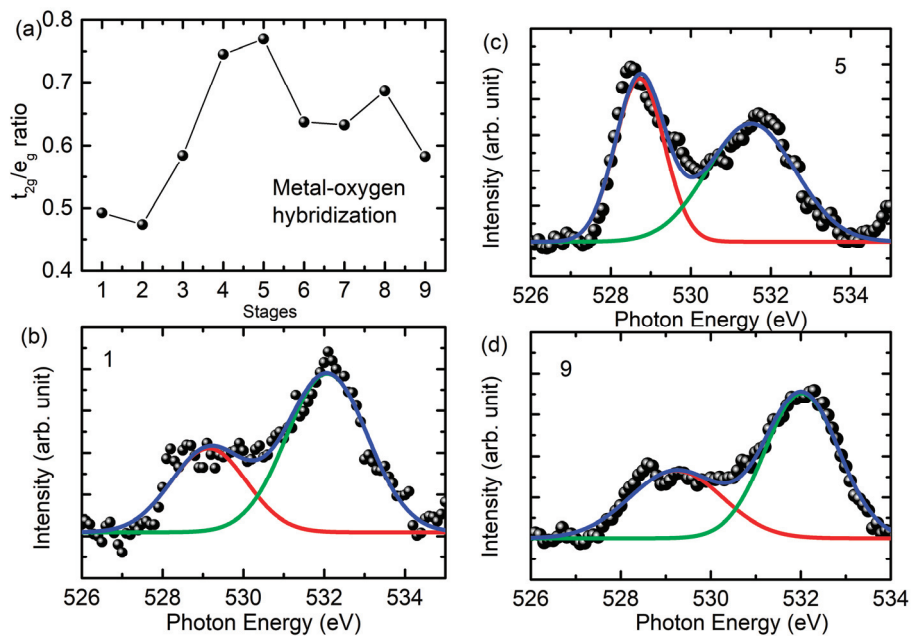 (a)
0.8
0.7
0.6
0.5
0.4
t2g/eg ratio
Metal-oxygen
hybridization
1 2 3 4 5 6 7 8 9
Stages
(b)
1
Intensity (arb. unit)
526 528 530 532 534
Photon Energy (eV)
(c)
5
Intensity (arb. unit)
526 528 530 532 534
Photon Energy (eV)
(d)
9
Intensity (arb. unit)
526 528 530 532 534
Photon Energy (eV)